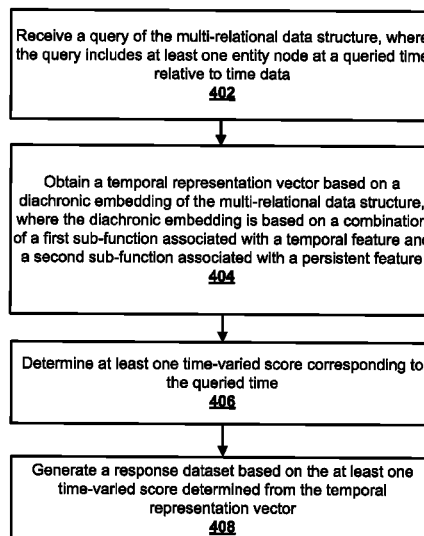 Receive a query of the multi-relational data structure, where
the query includes at least one entity node at a queried time
relative to time data
402
Obtain a temporal representation vector based on a
diachronic embedding of the multi-relational data structure,
where the diachronic embedding is based on a combination
of a first sub-function associated with a temporal feature and
a second sub-function associated with a persistent feature
404
Determine at least one time-varied score corresponding to
the queried time
406
Generate a response dataset based on the at least one
time-varied score determined from the temporal
representation vector
408